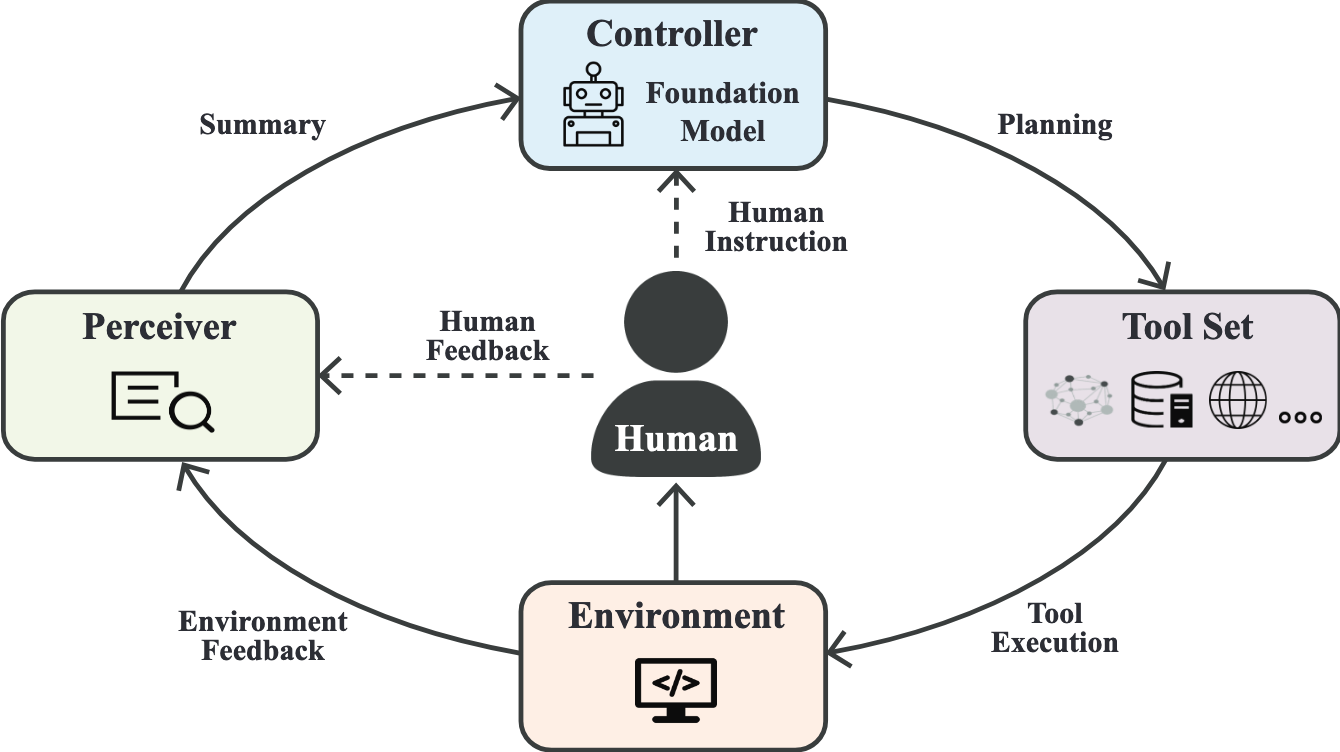 Controller
Foundation
Model
Summary
Planning
Human
Instruction
Perceiver
Human
Feedback
Tool Set
Human
Environment
Feedback
Environment
</>
Tool
Execution